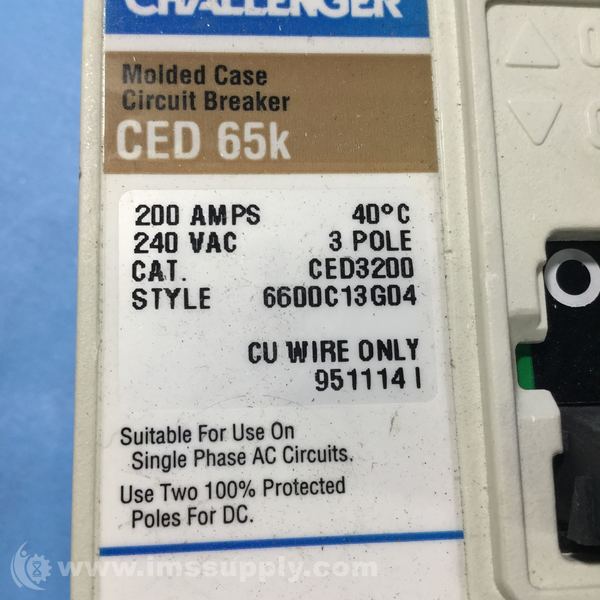 CHALLENGER
Molded Case
Circuit Breaker
CED 65k
200 AMPS 40°C
240 VAC 3 POLE
CAT. CED3200
STYLE 6600C13G04
CU WIRE ONLY
951114 I
Suitable For Use On
Single Phase AC Circuits.
Use Two 100% Protected
Poles For DC.
www.imssupply.com